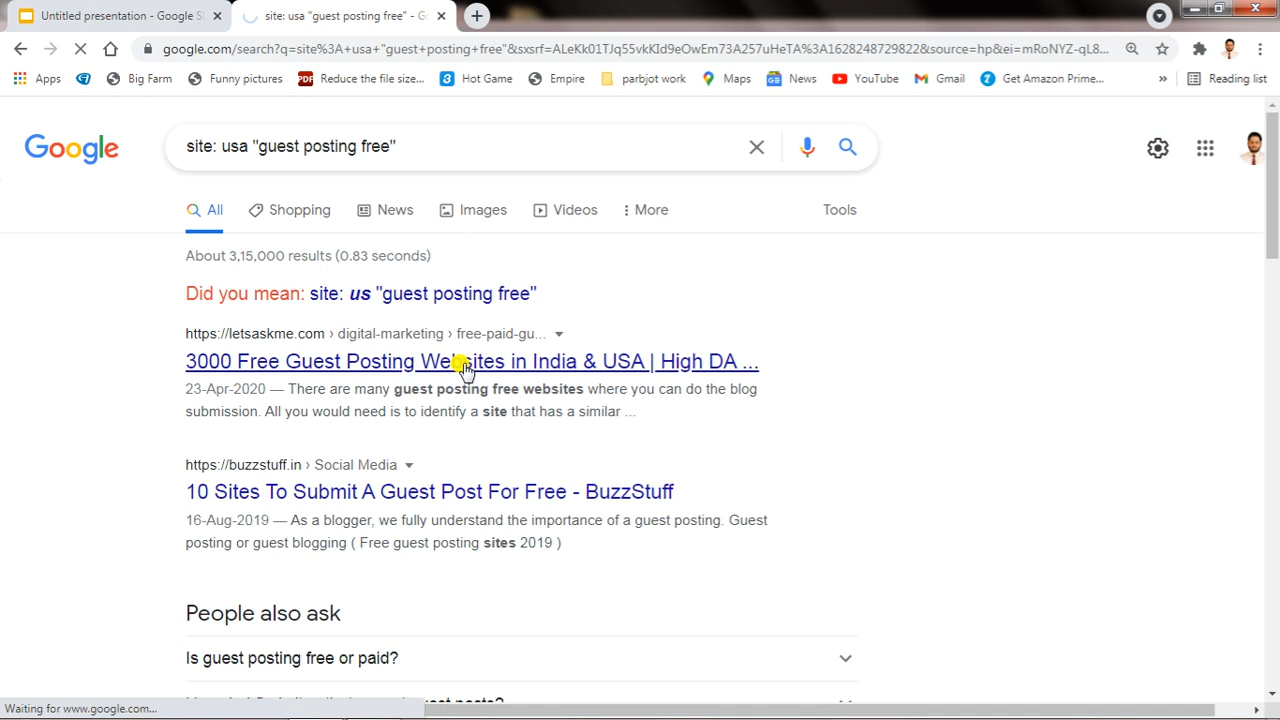 Untitled presentation - Google Sl
site: usa "guest posting free" - Go
google.com/search?q=site%3A+usa+"guest+posting+free"&sxsrf=ALeKk01TJq55vkKId9eOwEm73A257uHeTA%3A1628248729822&source=hp&ei=mRoNYZ-qL8...
Apps
Big Farm
Funny pictures
PDF
Reduce the file size...
Hot Game
Empire
parbjot work
Maps
News
YouTube
Gmail
Get Amazon Prime...
»
Reading list
Google
site: usa "guest posting free"
All
Shopping
News
Images
Videos
More
Tools
About 3,15,000 results (0.83 seconds)
Did you mean: site: us "guest posting free"
https://letsaskme.com › digital-marketing › free-paid-gu...
3000 Free Guest Posting Websites in India & USA | High DA ...
23-Apr-2020 — There are many guest posting free websites where you can do the blog
submission. All you would need is to identify a site that has a similar ...
https://buzzstuff.in › Social Media
10 Sites To Submit A Guest Post For Free - BuzzStuff
16-Aug-2019 — As a blogger, we fully understand the importance of a guest posting. Guest
posting or guest blogging ( Free guest posting sites 2019 )
People also ask
Is guest posting free or paid?
Waiting for www.google.com...